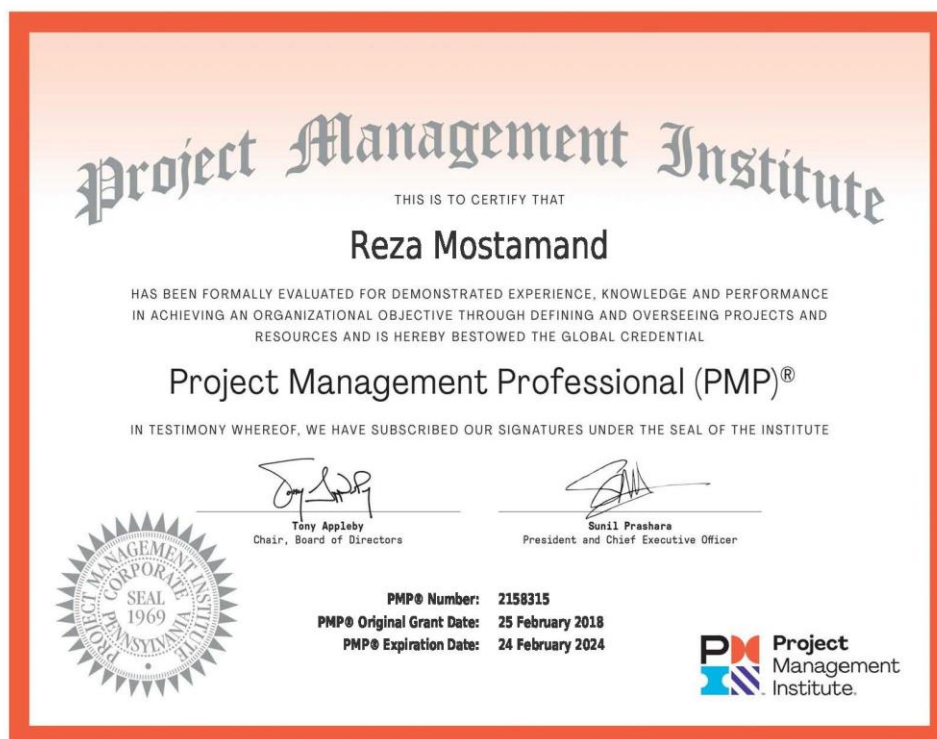 Project Management Institute
THIS IS TO CERTIFY THAT
Reza Mostamand
HAS BEEN FORMALLY EVALUATED FOR DEMONSTRATED EXPERIENCE, KNOWLEDGE AND PERFORMANCE
IN ACHIEVING AN ORGANIZATIONAL OBJECTIVE THROUGH DEFINING AND OVERSEEING PROJECTS AND
RESOURCES AND IS HEREBY BESTOWED THE GLOBAL CREDENTIAL
Project Management Professional (PMP)®
IN TESTIMONY WHEREOF, WE HAVE SUBSCRIBED OUR SIGNATURES UNDER THE SEAL OF THE INSTITUTE
Tony Appleby
Chair, Board of Directors
Sunil Prashara
President and Chief Executive Officer
PROJECT MANAGEMENT INSTITUTE
CORPORATE
SEAL
1969
PENNSYLVANIA
PMP® Number: 2158315
PMP® Original Grant Date: 25 February 2018
PMP® Expiration Date: 24 February 2024
PM
Project
Management
Institute.